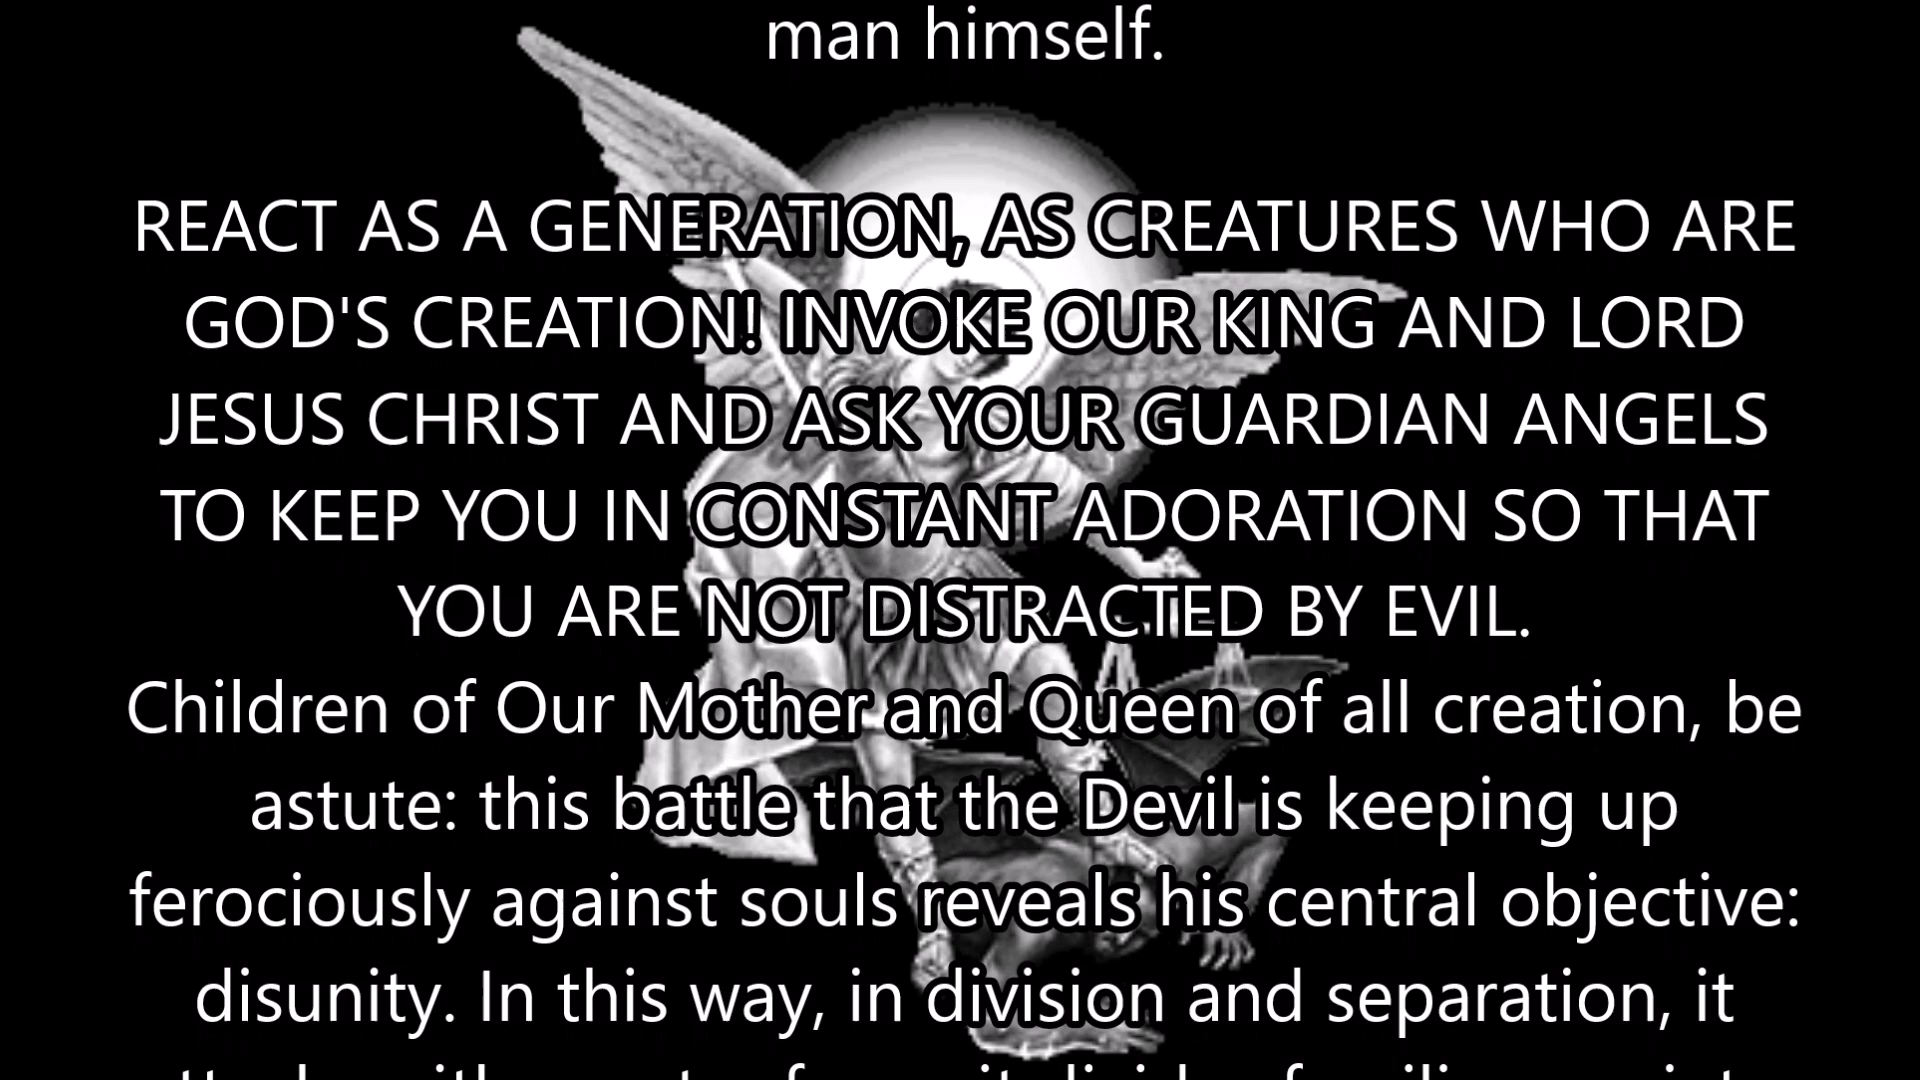 man himself.
REACT AS A GENERATION, AS CREATURES WHO ARE
GOD'S CREATION! INVOKE OUR KING AND LORD
JESUS CHRIST AND ASK YOUR GUARDIAN ANGELS
TO KEEP YOU IN CONSTANT ADORATION SO THAT
YOU ARE NOT DISTRACTED BY EVIL.
Children of Our Mother and Queen of all creation, be
astute: this battle that the Devil is keeping up
ferociously against souls reveals his central objective:
disunity. In this way, in division and separation, it